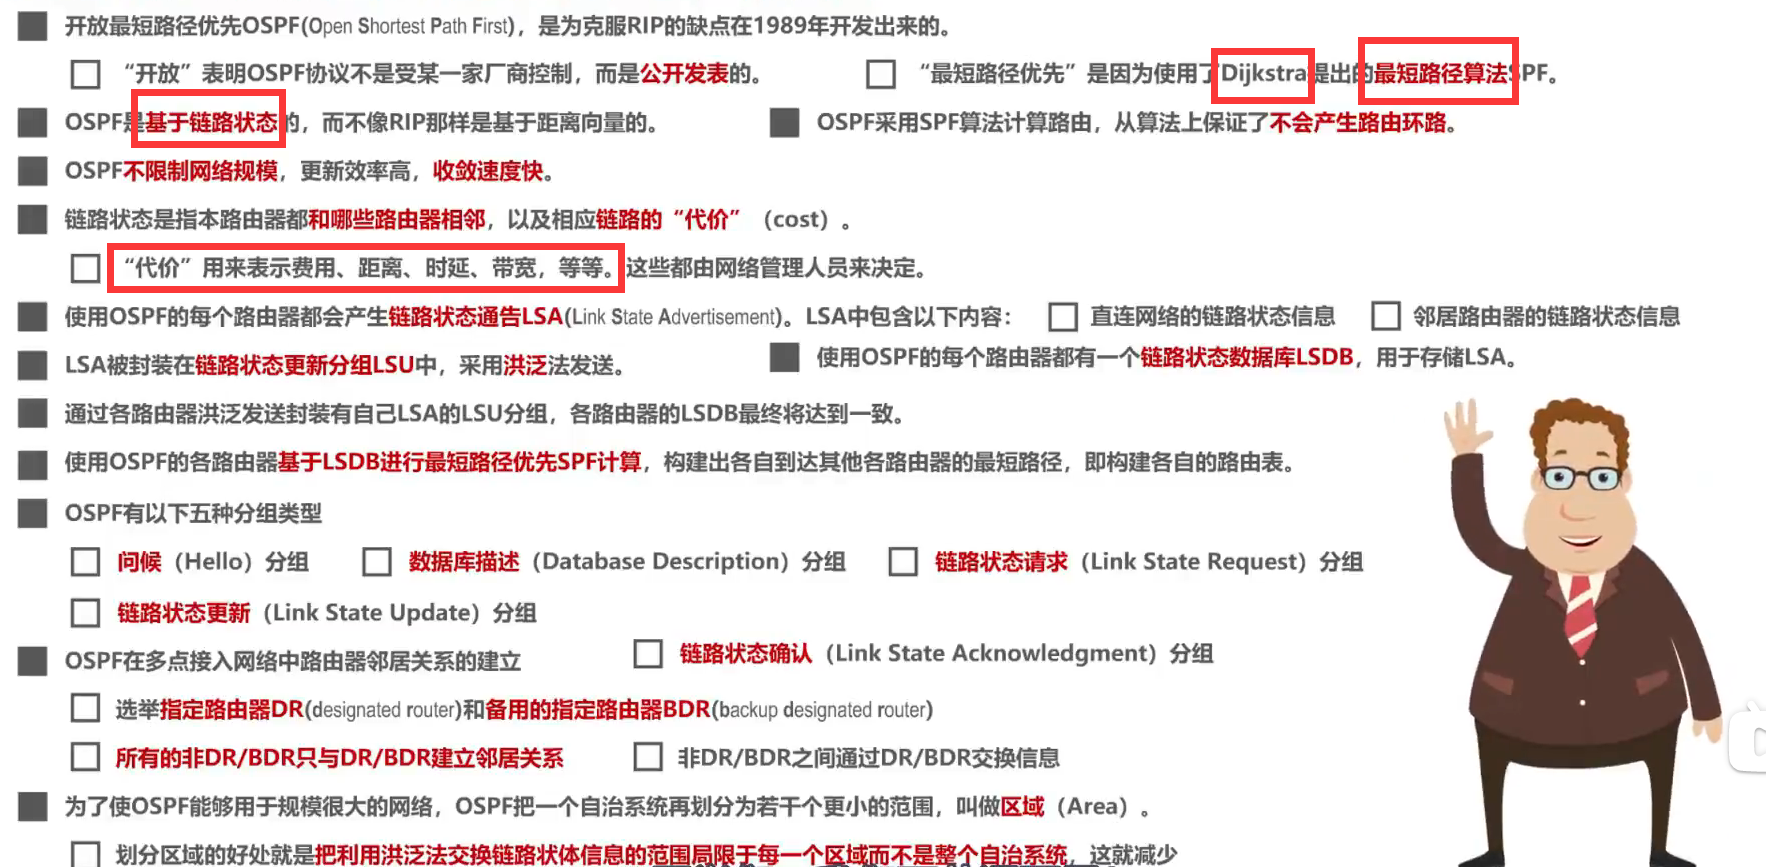 开放最短路径优先OSPF(Open Shortest Path First)，是为克服RIP的缺点在1989年开发出来的。
“开放”表明OSPF协议不是受某一家厂商控制，而是公开发表的。
“最短路径优先”是因为使用了Dijkstra提出的最短路径算法SPF。
OSPF是基于链路状态的，而不像RIP那样是基于距离向量的。
OSPF采用SPF算法计算路由，从算法上保证了不会产生路由环路。
OSPF不限制网络规模，更新效率高，收敛速度快。
链路状态是指本路由器都和哪些路由器相邻，以及相应链路的“代价”（cost）。
“代价”用来表示费用、距离、时延、带宽，等等。这些都由网络管理人员来决定。
使用OSPF的每个路由器都会产生链路状态通告LSA(Link State Advertisement)。LSA中包含以下内容：
直连网络的链路状态信息
邻居路由器的链路状态信息
LSA被封装在链路状态更新分组LSU中，采用洪泛法发送。
使用OSPF的每个路由器都有一个链路状态数据库LSDB，用于存储LSA。
通过各路由器洪泛发送封装有自己LSA的LSU分组，各路由器的LSDB最终将达到一致。
使用OSPF的各路由器基于LSDB进行最短路径优先SPF计算，构建出各自到达其他各路由器的最短路径，即构建各自的路由表。
OSPF有以下五种分组类型
问候（Hello）分组
数据库描述（Database Description）分组
链路状态请求（Link State Request）分组
链路状态更新（Link State Update）分组
链路状态确认（Link State Acknowledgment）分组
OSPF在多点接入网络中路由器邻居关系的建立
选举指定路由器DR(designated router)和备用的指定路由器BDR(backup designated router)
所有的非DR/BDR只与DR/BDR建立邻居关系
非DR/BDR之间通过DR/BDR交换信息
为了使OSPF能够用于规模很大的网络，OSPF把一个自治系统再划分为若干个更小的范围，叫做区域（Area）。
划分区域的好处就是把利用洪泛法交换链路状体信息的范围局限于每一个区域而不是整个自治系统，这就减少